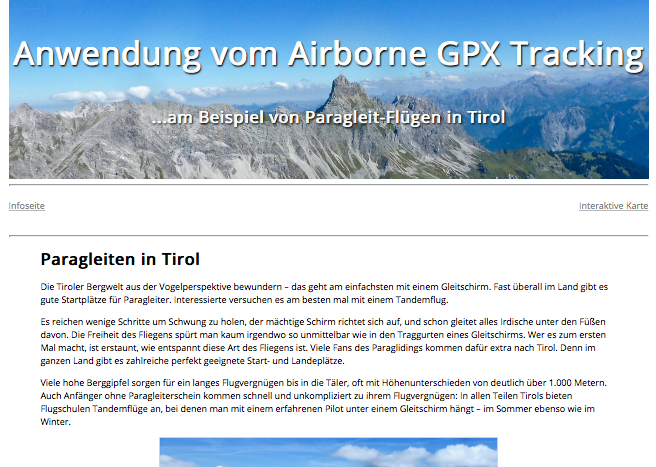 Anwendung vom Airborne GPX Tracking
...am Beispiel von Paragleit-Flügen in Tirol
Infoseite
Interaktive Karte
Paragleiten in Tirol
Die Tiroler Bergwelt aus der Vogelperspektive bewundern – das geht am einfachsten mit einem Gleitschirm. Fast überall im Land gibt es
gute Startplätze für Paragleiter. Interessierte versuchen es am besten mal mit einem Tandemflug.
Es reichen wenige Schritte um Schwung zu holen, der mächtige Schirm richtet sich auf, und schon gleitet alles Irdische unter den Füßen
davon. Die Freiheit des Fliegens spürt man kaum irgendwo so unmittelbar wie in den Traggurten eines Gleitschirms. Wer es zum ersten
Mal macht, ist erstaunt, wie entspannt diese Art des Fliegens ist. Viele Fans des Paraglidings kommen dafür extra nach Tirol. Denn im
ganzen Land gibt es zahlreiche perfekt geeignete Start- und Landeplätze.
Viele hohe Berggipfel sorgen für ein langes Flugvergnügen bis in die Täler, oft mit Höhenunterschieden von deutlich über 1.000 Metern.
Auch Anfänger ohne Paragleiterschein kommen schnell und unkompliziert zu ihrem Flugvergnügen: In allen Teilen Tirols bieten
Flugschulen Tandemflüge an, bei denen man mit einem erfahrenen Pilot unter einem Gleitschirm hängt – im Sommer ebenso wie im
Winter.